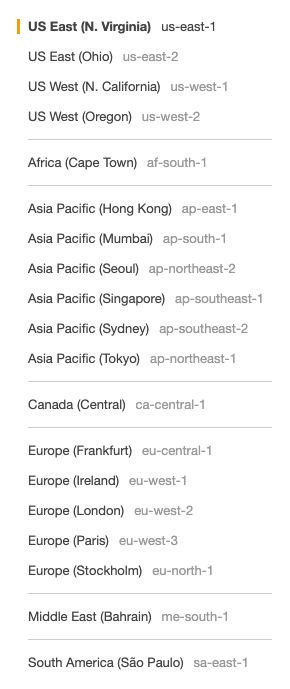 US East (N. Virginia) us-east-1
US East (Ohio) us-east-2
US West (N. California) us-west-1
US West (Oregon) us-west-2
Africa (Cape Town) af-south-1
Asia Pacific (Hong Kong) ap-east-1
Asia Pacific (Mumbai) ap-south-1
Asia Pacific (Seoul) ap-northeast-2
Asia Pacific (Singapore) ap-southeast-1
Asia Pacific (Sydney) ap-southeast-2
Asia Pacific (Tokyo) ap-northeast-1
Canada (Central) ca-central-1
Europe (Frankfurt) eu-central-1
Europe (Ireland) eu-west-1
Europe (London) eu-west-2
Europe (Paris) eu-west-3
Europe (Stockholm) eu-north-1
Middle East (Bahrain) me-south-1
South America (São Paulo) sa-east-1